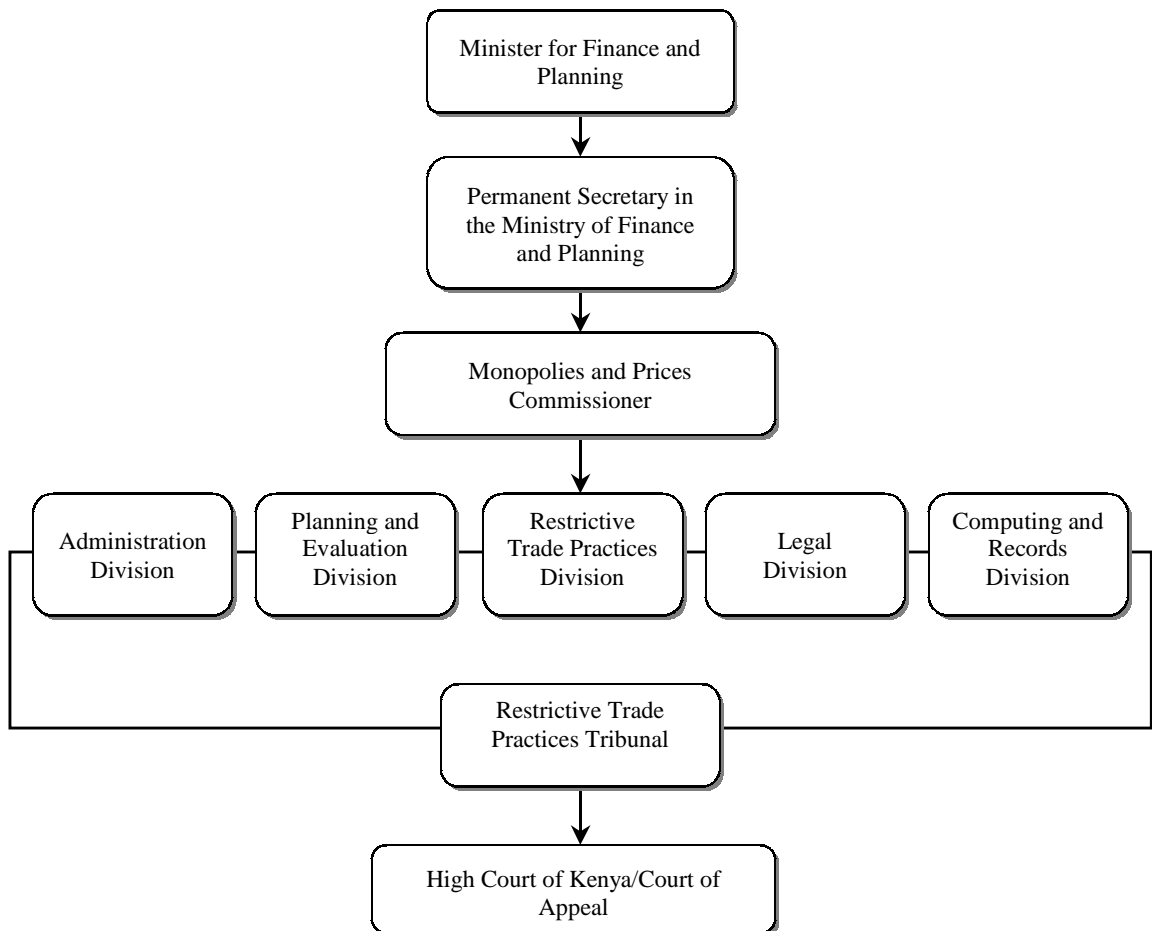 Minister for Finance and
Planning
Permanent Secretary in
the Ministry of Finance
and Planning
Monopolies and Prices
Commissioner
Administration
Division
Planning and
Evaluation
Division
Restrictive
Trade Practices
Division
Legal
Division
Computing and
Records
Division
Restrictive Trade
Practices Tribunal
High Court of Kenya/Court of
Appeal